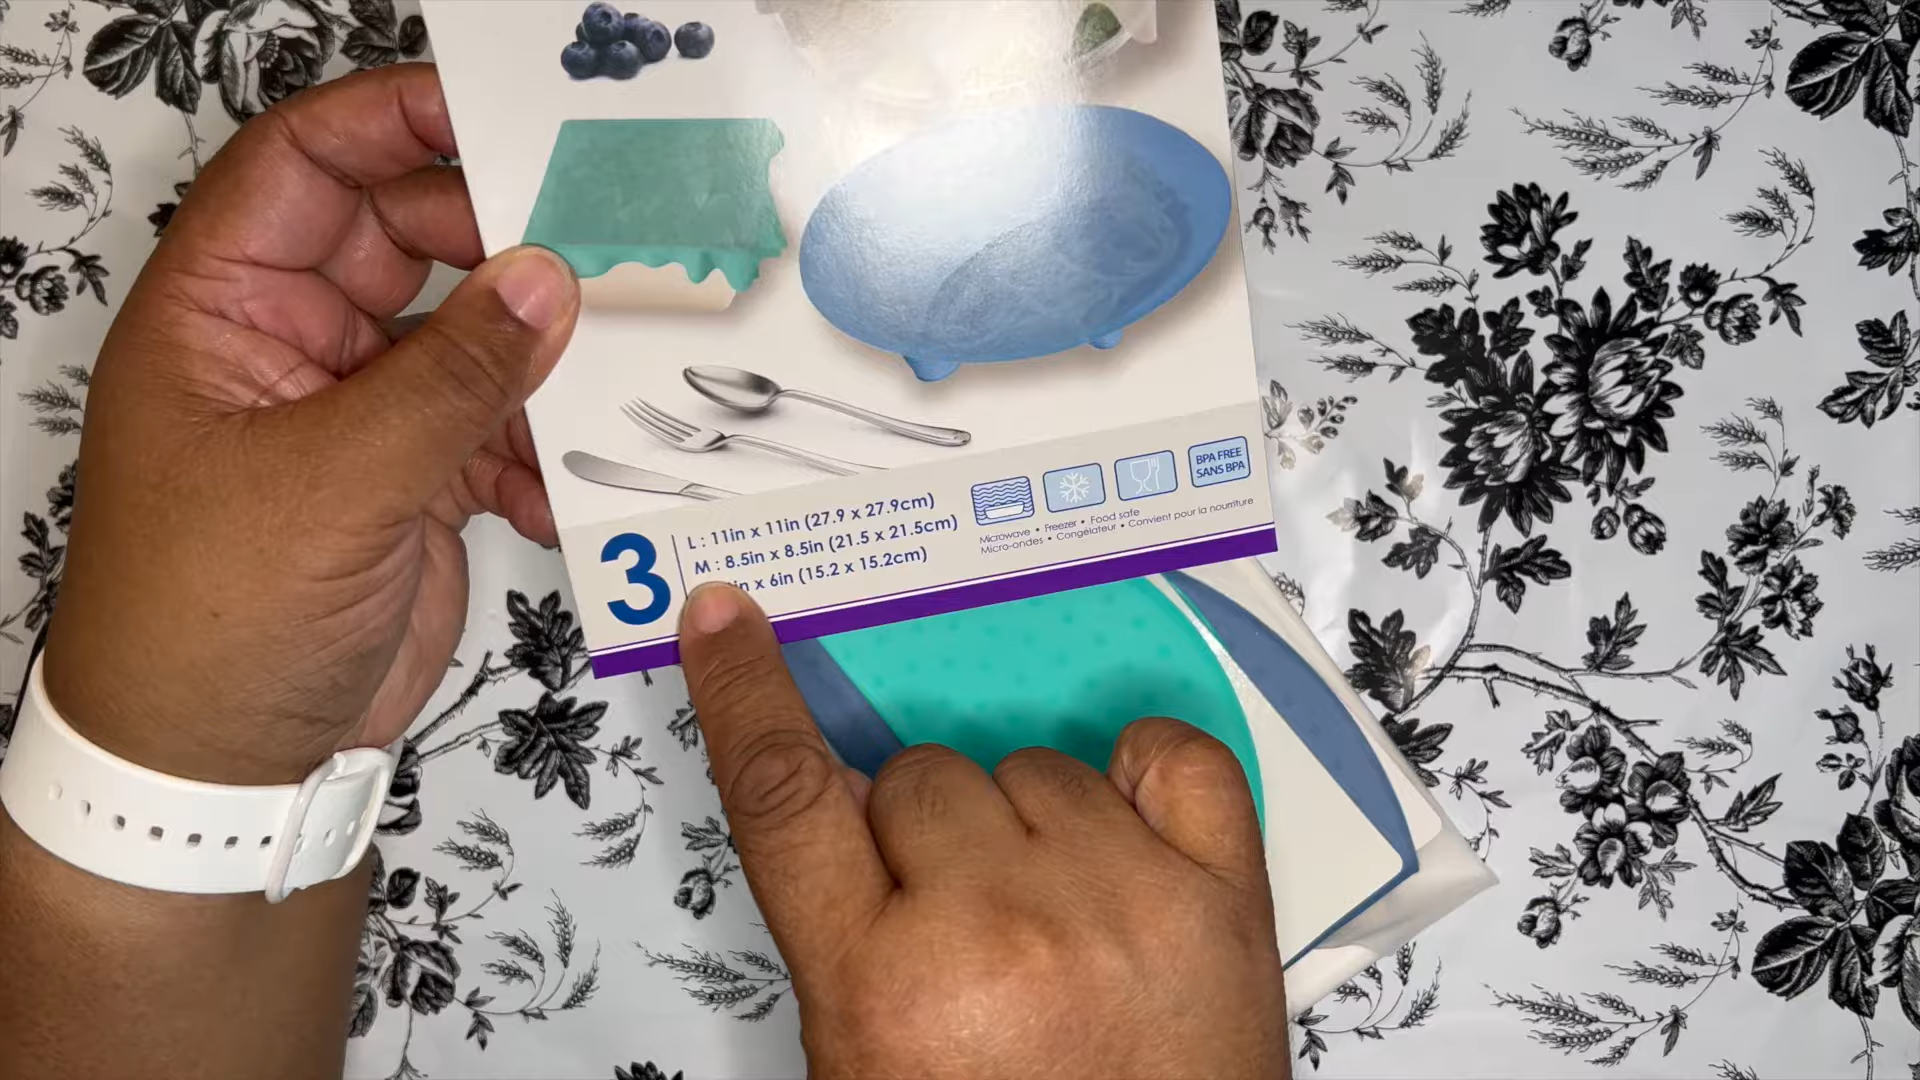 3
L : 11in x 11in (27.9 x 27.9cm)
M : 8.5in x 8.5in (21.5 x 21.5cm)
in x 6in (15.2 x 15.2cm)
BPA FREE
SANS BPA
Microwave • Freezer • Food safe
Micro-ondes • Congélateur • Convient pour la nourriture